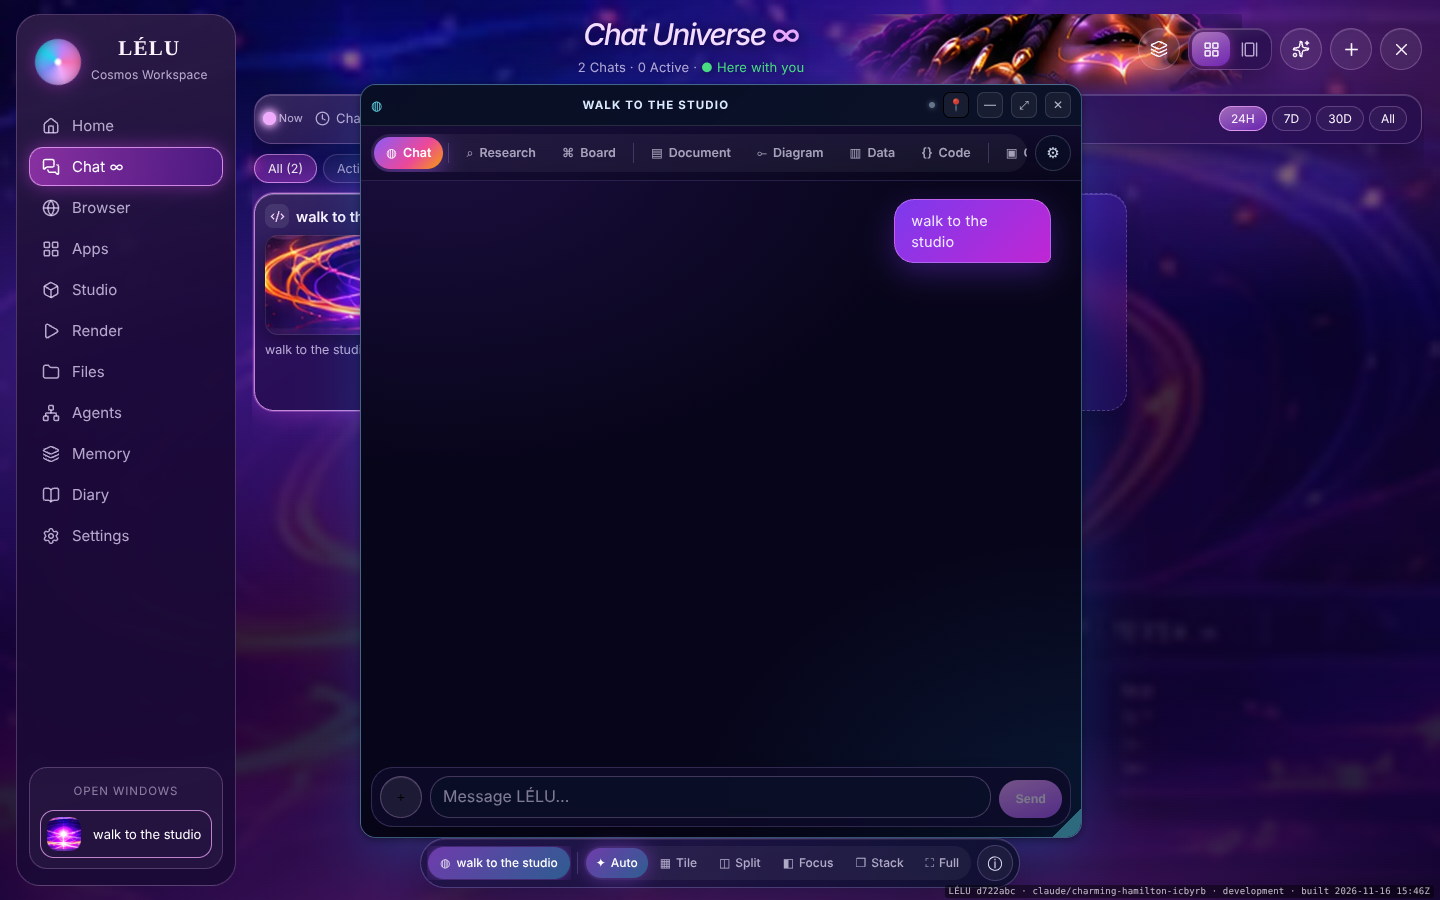 LÉLU
Cosmos Workspace
Home
Chat ∞
Browser
Apps
Studio
Render
Files
Agents
Memory
Diary
Settings
OPEN WINDOWS
walk to the studio
Chat Universe ∞
2 Chats · 0 Active · Here with you
Now
Cha
24H 7D 30D All
All (2) Acti
walk to th
walk to the studi
WALK TO THE STUDIO
Chat Research Board Document Diagram Data {} Code
walk to the
studio
Message LÉLU...
Send
walk to the studio Auto Tile Split Focus Stack Full
LÉLU d722abc · claude/charming-hamilton-icbyrb · development · built 2026-11-16 15:46Z